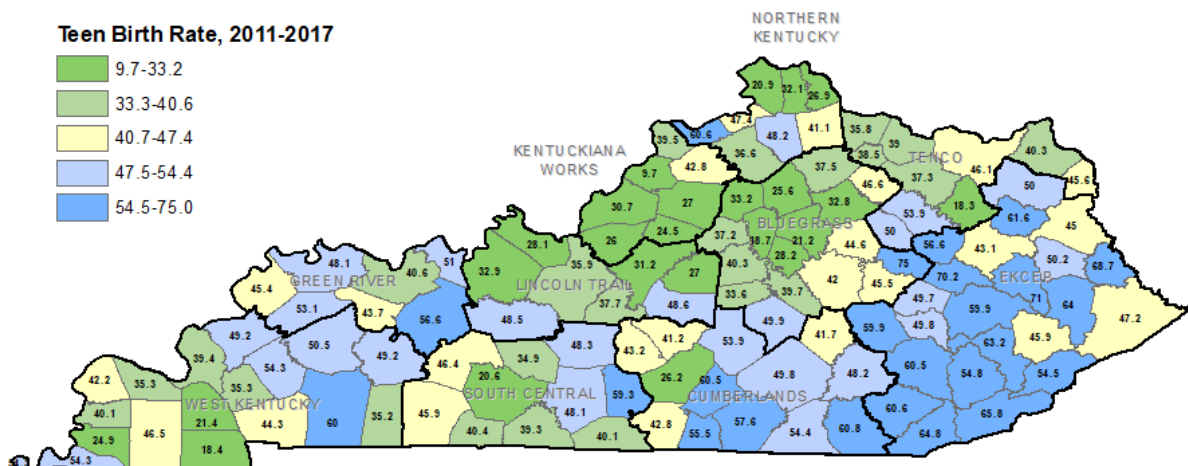 NORTHERN
KENTUCKY
Teen Birth Rate, 2011-2017
9.7-33.2
33.3-40.6
40.7-47.4
47.5-54.4
54.5-75.0
20.9 32.1 26.9
39.5 60.6 47.4 48.2 41.1 35.8 39
KENTUCKIANA
WORKS
36.6 38.5 TENCO 46.1 40.3
9.7 42.8 37.5 37.3 45.6
30.7 27 33.2 25.6 32.8 46.6 18.3 50
BLUEGRASS 53.9 61.6 45
26 24.5 37.2 18.7 21.2 44.6 50 56.6 43.1 50.2 68.7
28.1 35.9 31.2 28.2 75
48.1 40.6 51 32.9 27 40.3 42 45.5 70.2 EKCEP
GREEN RIVER LINCOLN TRAIL
45.4 53.1 43.7 56.6 48.5 37.7 48.6 33.6 39.7 49.7 59.9 71 64 47.2
49.9 41.7 59.9 49.8 45.9
49.2 50.5 49.2 46.4 34.9 48.3 43.2 41.2 53.9 63.2
39.4 54.3 20.6 26.2 60.5 49.8 48.2 60.5 54.8 54.5
42.2 35.3 35.3 SOUTH CENTRAL 59.3 CUMBERLANDS
WEST KENTUCKY
40.1 21.4 44.3 60 35.2 45.9 48.1 57.6 60.6 65.8
24.9 46.5 18.4 40.4 39.3 40.1 42.8 55.5 54.4 60.8 64.8
54.3